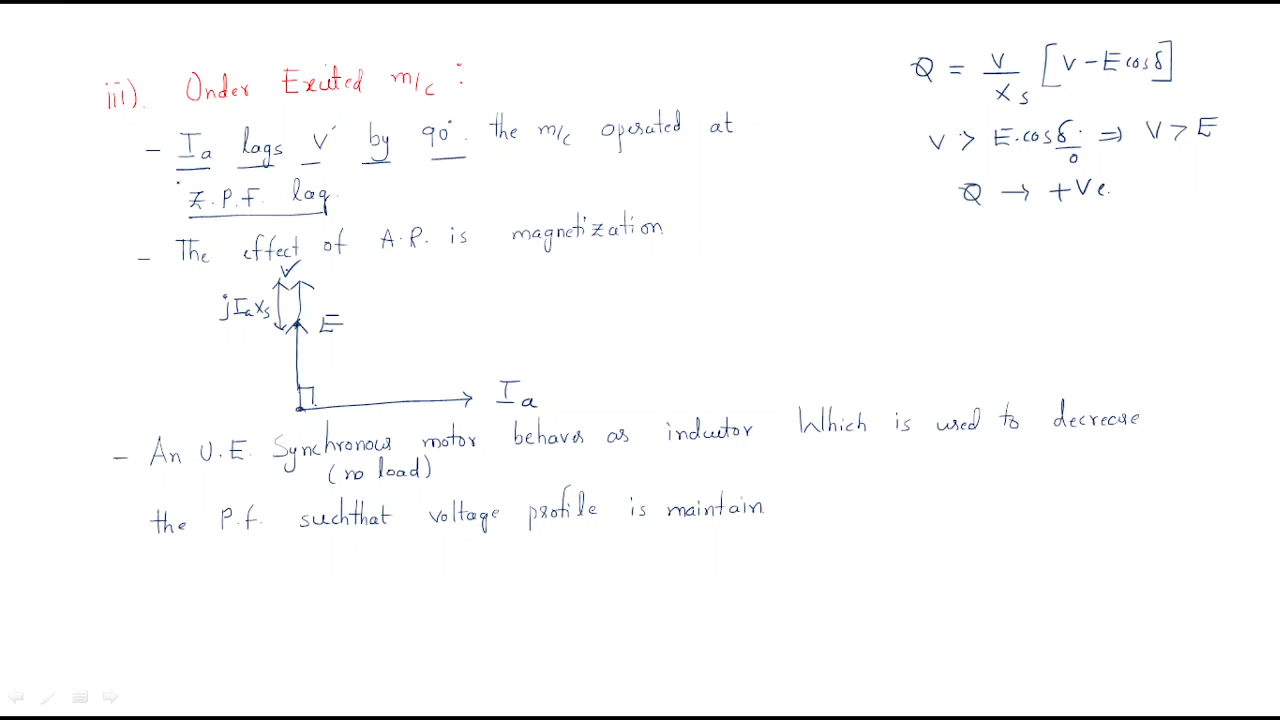 iii). Under Excited m/c :
- Ia lags V by 90°. the m/c operated at
Z.P.F. lag.
- The effect of A.R. is magnetization
Q = V/Xs [V - E cos δ]
V > E.cos δ ⇒ V > E
0
Q → +Ve.
V
jIaXs
E
Ia
- An U.E. Synchronous motor behaves as inductor which is used to decrease
(no load)
the P.f. suchthat voltage profile is maintain